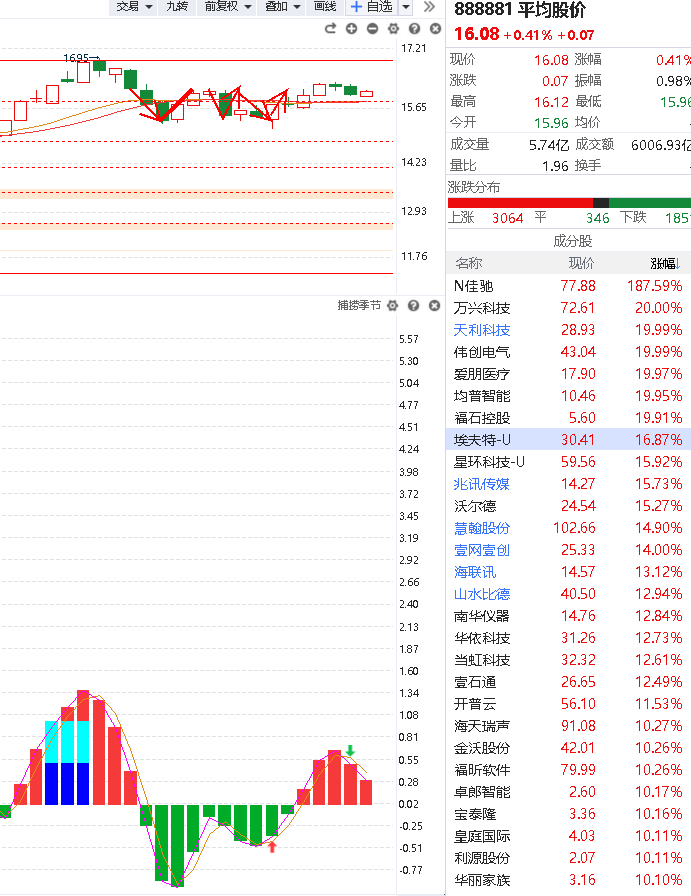 交易 九转 前复权 叠加 画线 自选
888881 平均股价
16.08 +0.41% +0.07
现价 16.08 涨幅 0.41%
涨跌 0.07 振幅 0.98%
最高 16.12 最低 15.96
今开 15.96 均价 -
成交量 5.74亿 成交额 6006.93亿
量比 1.96 换手 -
涨跌分布
上涨 3064 平 346 下跌 185
成分股
名称 现价 涨幅↓
N佳驰 77.88 187.59%
万兴科技 72.61 20.00%
天利科技 28.93 19.99%
伟创电气 43.04 19.99%
爱朋医疗 17.90 19.97%
均普智能 10.46 19.95%
福石控股 5.60 19.91%
埃夫特-U 30.41 16.87%
星环科技-U 59.56 15.92%
兆讯传媒 14.27 15.73%
沃尔德 24.54 15.27%
慧翰股份 102.66 14.90%
壹网壹创 25.33 14.00%
海联讯 14.57 13.12%
山水比德 40.50 12.94%
南华仪器 14.76 12.84%
华依科技 31.26 12.73%
当虹科技 32.32 12.61%
壹石通 26.65 12.49%
开普云 56.10 11.53%
海天瑞声 91.08 10.27%
金沃股份 42.01 10.26%
福昕软件 79.99 10.26%
卓郎智能 2.60 10.17%
宝泰隆 3.36 10.16%
皇庭国际 4.03 10.11%
利源股份 2.07 10.11%
华丽家族 3.16 10.10%
1695
17.21
15.65
14.23
12.93
11.76
捕捞季节
5.57
5.30
5.04
4.77
4.51
4.24
3.98
3.72
3.45
3.19
2.92
2.66
2.40
2.13
1.87
1.60
1.34
1.08
0.81
0.55
0.28
0.02
-0.25
-0.51
-0.77